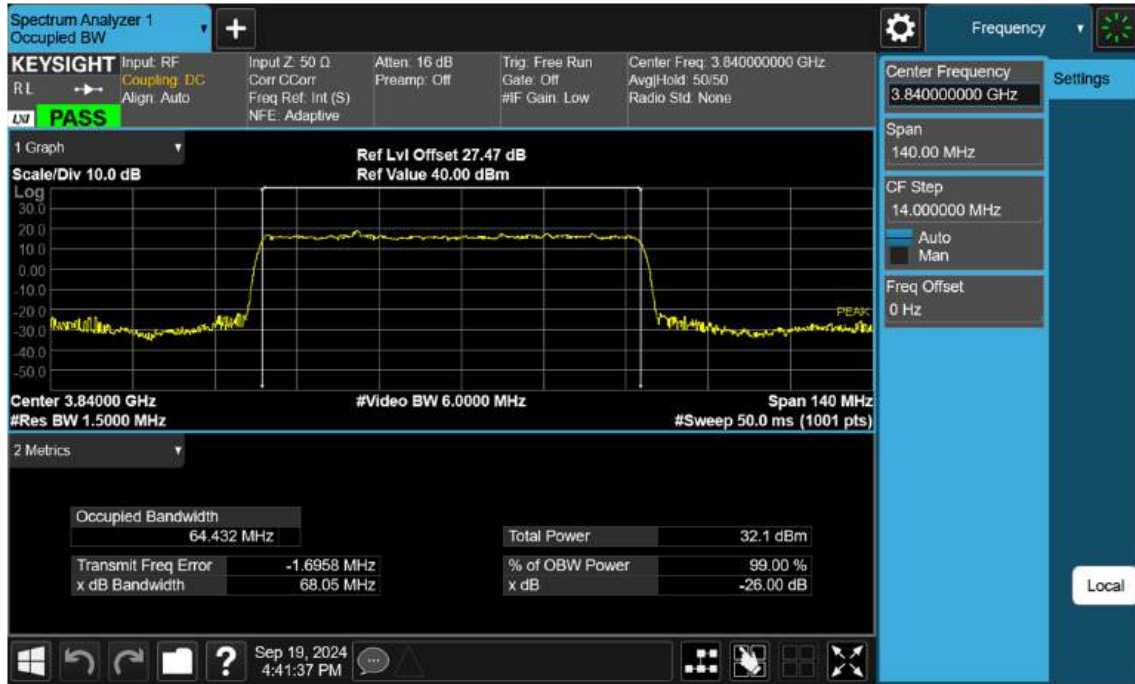 Spectrum Analyzer 1
Occupied BW
+
Frequency
KEYSIGHT
R L
LXI
PASS
Input: RF
Coupling: DC
Align: Auto
Input Z: 50 Ω
Corr CCorr
Freq Ref: Int (S)
NFE: Adaptive
Atten: 16 dB
Preamp: Off
Trig: Free Run
Gate: Off
#IF Gain: Low
Center Freq: 3.840000000 GHz
Avg|Hold: 50/50
Radio Std: None
Center Frequency
3.840000000 GHz
Settings
Span
140.00 MHz
CF Step
14.000000 MHz
Auto
Man
Freq Offset
0 Hz
Local
1 Graph
Scale/Div 10.0 dB
Ref Lvl Offset 27.47 dB
Ref Value 40.00 dBm
Log
30.0
20.0
10.0
0.00
-10.0
-20.0
-30.0
-40.0
-50.0
PEAK
Center 3.84000 GHz
#Video BW 6.0000 MHz
Span 140 MHz
#Res BW 1.5000 MHz
#Sweep 50.0 ms (1001 pts)
2 Metrics
Occupied Bandwidth
64.432 MHz
Total Power 32.1 dBm
Transmit Freq Error -1.6958 MHz
% of OBW Power 99.00 %
x dB Bandwidth 68.05 MHz
x dB -26.00 dB
?
Sep 19, 2024
4:41:37 PM